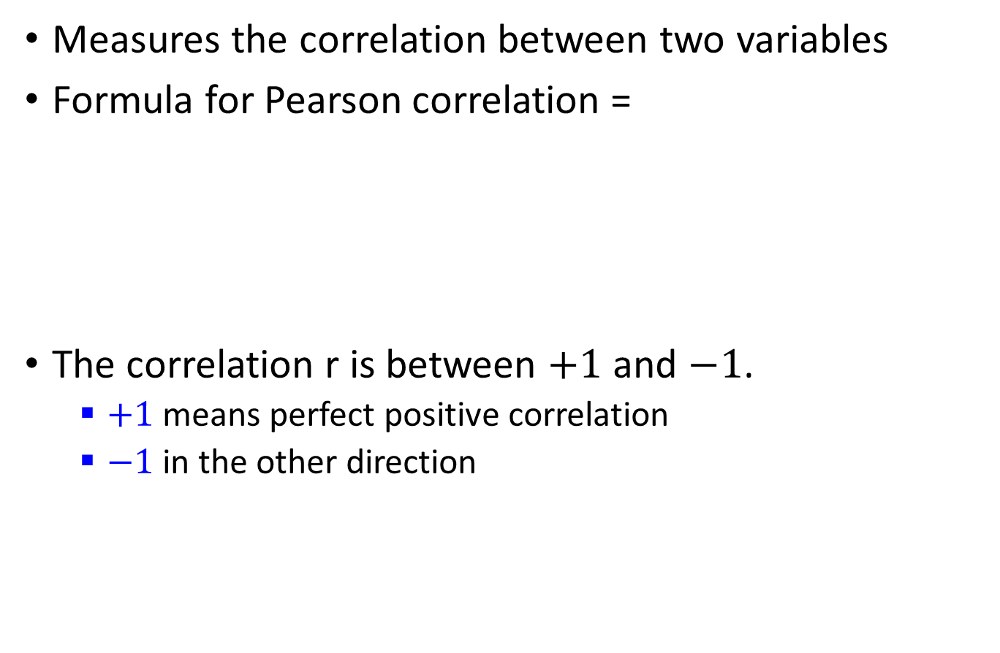 • Measures the correlation between two variables
• Formula for Pearson correlation =
• The correlation r is between +1 and −1.
▪ +1 means perfect positive correlation
▪ −1 in the other direction